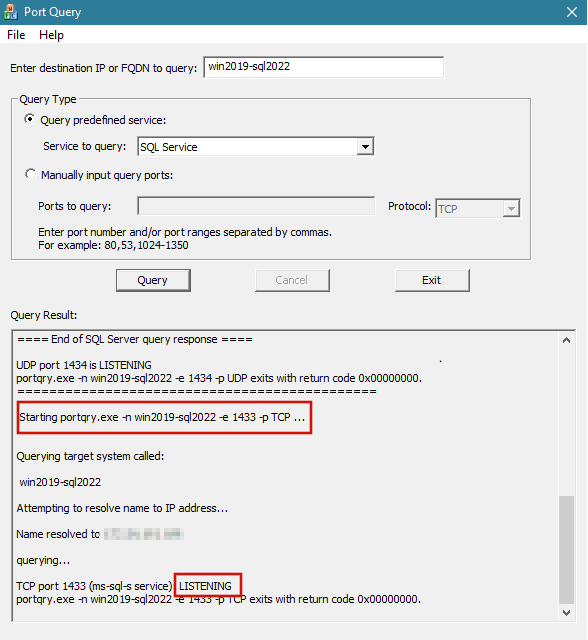 Port Query
File Help
Enter destination IP or FQDN to query: win2019-sql2022
Query Type
Query predefined service:
Service to query: SQL Service
Manually input query ports:
Ports to query: Protocol: TCP
Enter port number and/or port ranges separated by commas.
For example: 80,53,1024-1350
Query Cancel Exit
Query Result:
==== End of SQL Server query response ====
UDP port 1434 is LISTENING
portqry.exe -n win2019-sql2022 -e 1434 -p UDP exits with return code 0x00000000.
=============================================
Starting portqry.exe -n win2019-sql2022 -e 1433 -p TCP ...
Querying target system called:
win2019-sql2022
Attempting to resolve name to IP address...
Name resolved to
querying...
TCP port 1433 (ms-sql-s service) LISTENING
portqry.exe -n win2019-sql2022 -e 1433 -p TCP exits with return code 0x00000000.